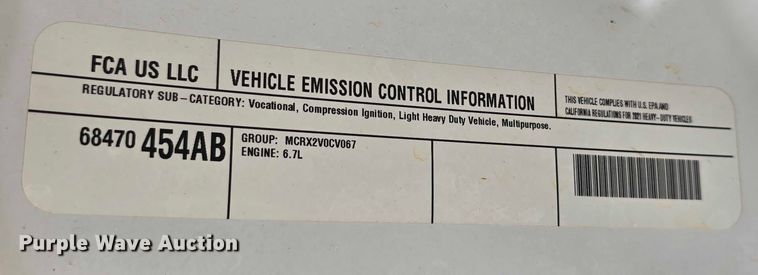 FCA US LLC
VEHICLE EMISSION CONTROL INFORMATION
THIS VEHICLE COMPLIES WITH U.S. EPA AND
CALIFORNIA REGULATIONS FOR 2021 HEAVY-DUTY VEHICLES
REGULATORY SUB-CATEGORY: Vocational, Compression Ignition, Light Heavy Duty Vehicle, Multipurpose.
68470 454AB
GROUP: MCRX2V0CV067
ENGINE: 6.7L
Purple Wave Auction